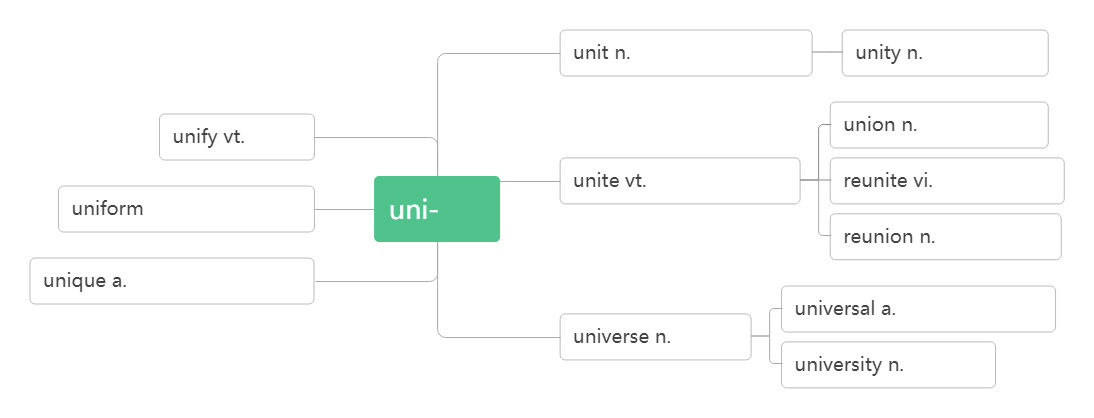 uni-
unit n.
unity n.
unite vt.
union n.
reunite vi.
reunion n.
universe n.
universal a.
university n.
unify vt.
uniform
unique a.